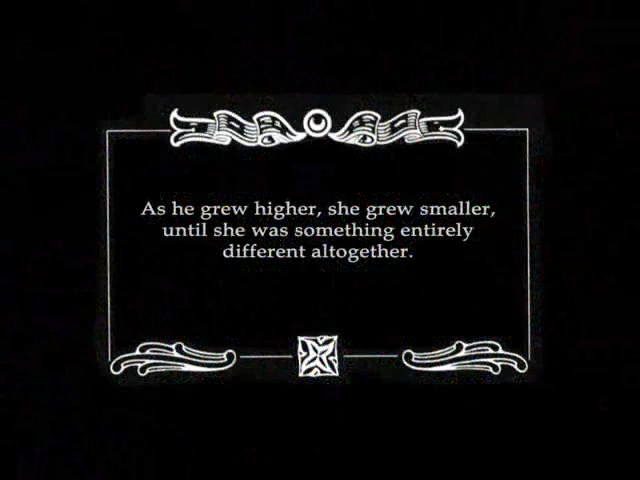 As he grew higher, she grew smaller,
until she was something entirely
different altogether.